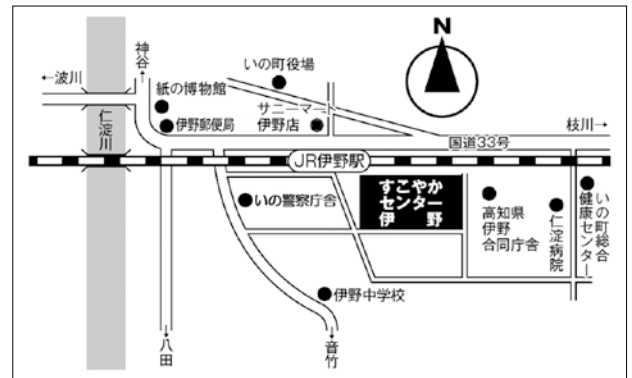 N
神谷
←波川
いの町役場
紙の博物館
サニーマート
伊野店
伊野郵便局
枝川→
国道33号
仁淀川
JR伊野駅
いの警察庁舎
すこやか
センター
伊野
高知県
伊野
合同庁舎
仁淀病院
いの町総合
健康センター
伊野中学校
八田
音竹